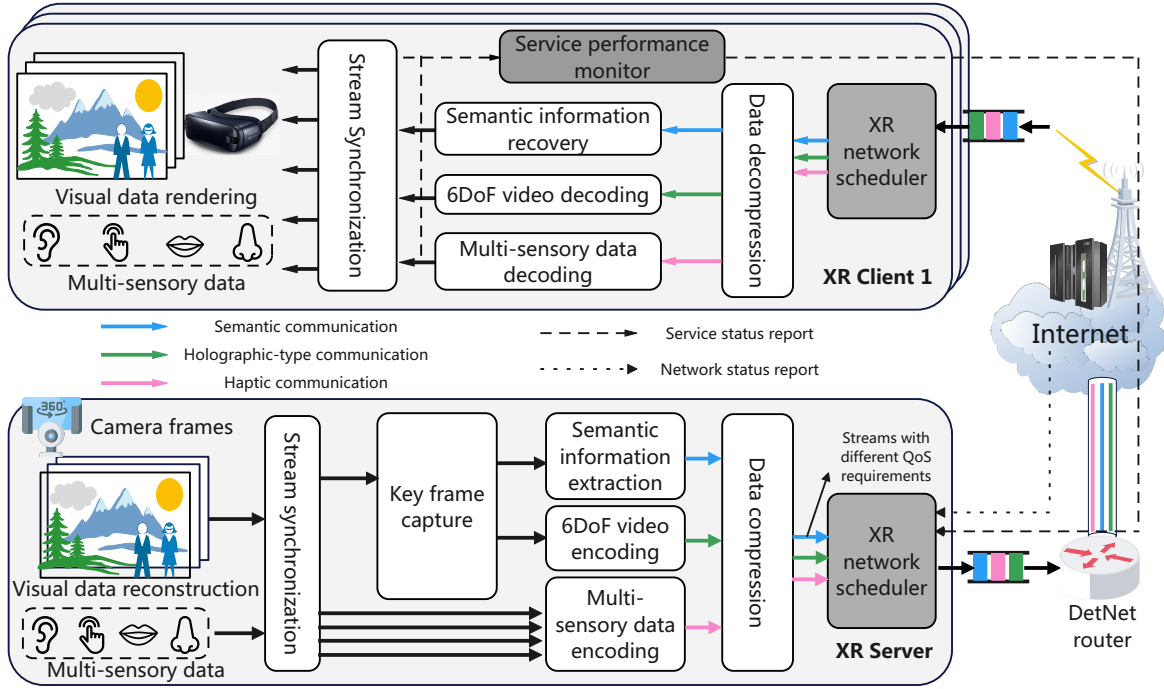 Service performance
monitor
Stream Synchronization
Semantic information
recovery
6DoF video decoding
Multi-sensory data
decoding
Data decompression
XR
network
scheduler
Visual data rendering
Multi-sensory data
XR Client 1
Internet
Semantic communication
Holographic-type communication
Haptic communication
Service status report
Network status report
360°
Camera frames
Visual data reconstruction
Multi-sensory data
Stream synchronization
Key frame
capture
Semantic
information
extraction
6DoF video
encoding
Multi-
sensory data
encoding
Data compression
Streams with
different QoS
requirements
XR
network
scheduler
XR Server
DetNet
router